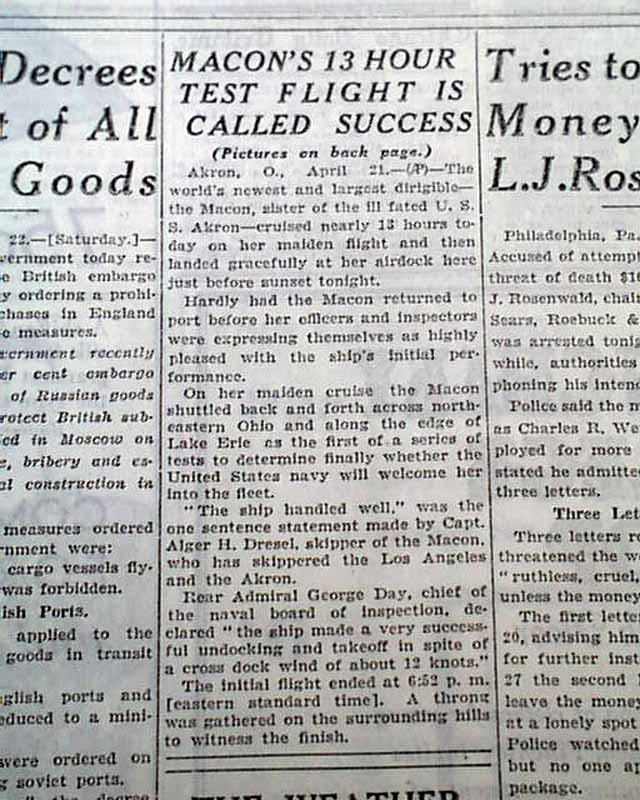 Decrees
t of All
Goods
22.—[Saturday.]—
vernment today re-
e British embargo
y ordering a prohi-
chases in England
e measures.
vernment recently
er cent embargo
of Russian goods
rotect British sub-
ed in Moscow on
e, bribery and es-
al construction in
measures ordered
rnment were:
cargo vessels fly-
was forbidden.
ish Ports.
applied to the
goods in transit
glish ports and
educed to a mini-
were ordered on
g soviet ports.
MACON'S 13 HOUR
TEST FLIGHT IS
CALLED SUCCESS
(Pictures on back page.)
Akron, O., April 21.—(AP)—The
world's newest and largest dirigible—
the Macon, sister of the ill fated U. S.
S. Akron—cruised nearly 13 hours to-
day on her maiden flight and then
landed gracefully at her airdock here
just before sunset tonight.
Hardly had the Macon returned to
port before her officers and inspectors
were expressing themselves as highly
pleased with the ship's initial per-
formance.
On her maiden cruise the Macon
shuttled back and forth across north-
eastern Ohio and along the edge of
Lake Erie as the first of a series of
tests to determine finally whether the
United States navy will welcome her
into the fleet.
"The ship handled well," was the
one sentence statement made by Capt.
Alger H. Dresel, skipper of the Macon,
who has skippered the Los Angeles
and the Akron.
Rear Admiral George Day, chief of
the naval board of inspection, de-
clared "the ship made a very success-
ful undocking and takeoff in spite of
a cross dock wind of about 12 knots."
The initial flight ended at 6:52 p. m.
[eastern standard time]. A throng
was gathered on the surrounding hills
to witness the finish.
THE WEATHER
Tries to
Money
L.J.Ros
Philadelphia, Pa.
Accused of attempt
threat of death $10
J. Rosenwald, chai
Sears, Roebuck &
was arrested tonig
while, authorities
phoning his intend
Police said the m
as Charles R. We
ployed for more
stated he admitte
three letters.
Three Let
Three letters re
threatened the w
"ruthless, cruel,
unless the money
The first lette
20, advising him
for further inst
27 the second l
leave the money
at a lonely spot
Police watched
but no one ap
package.